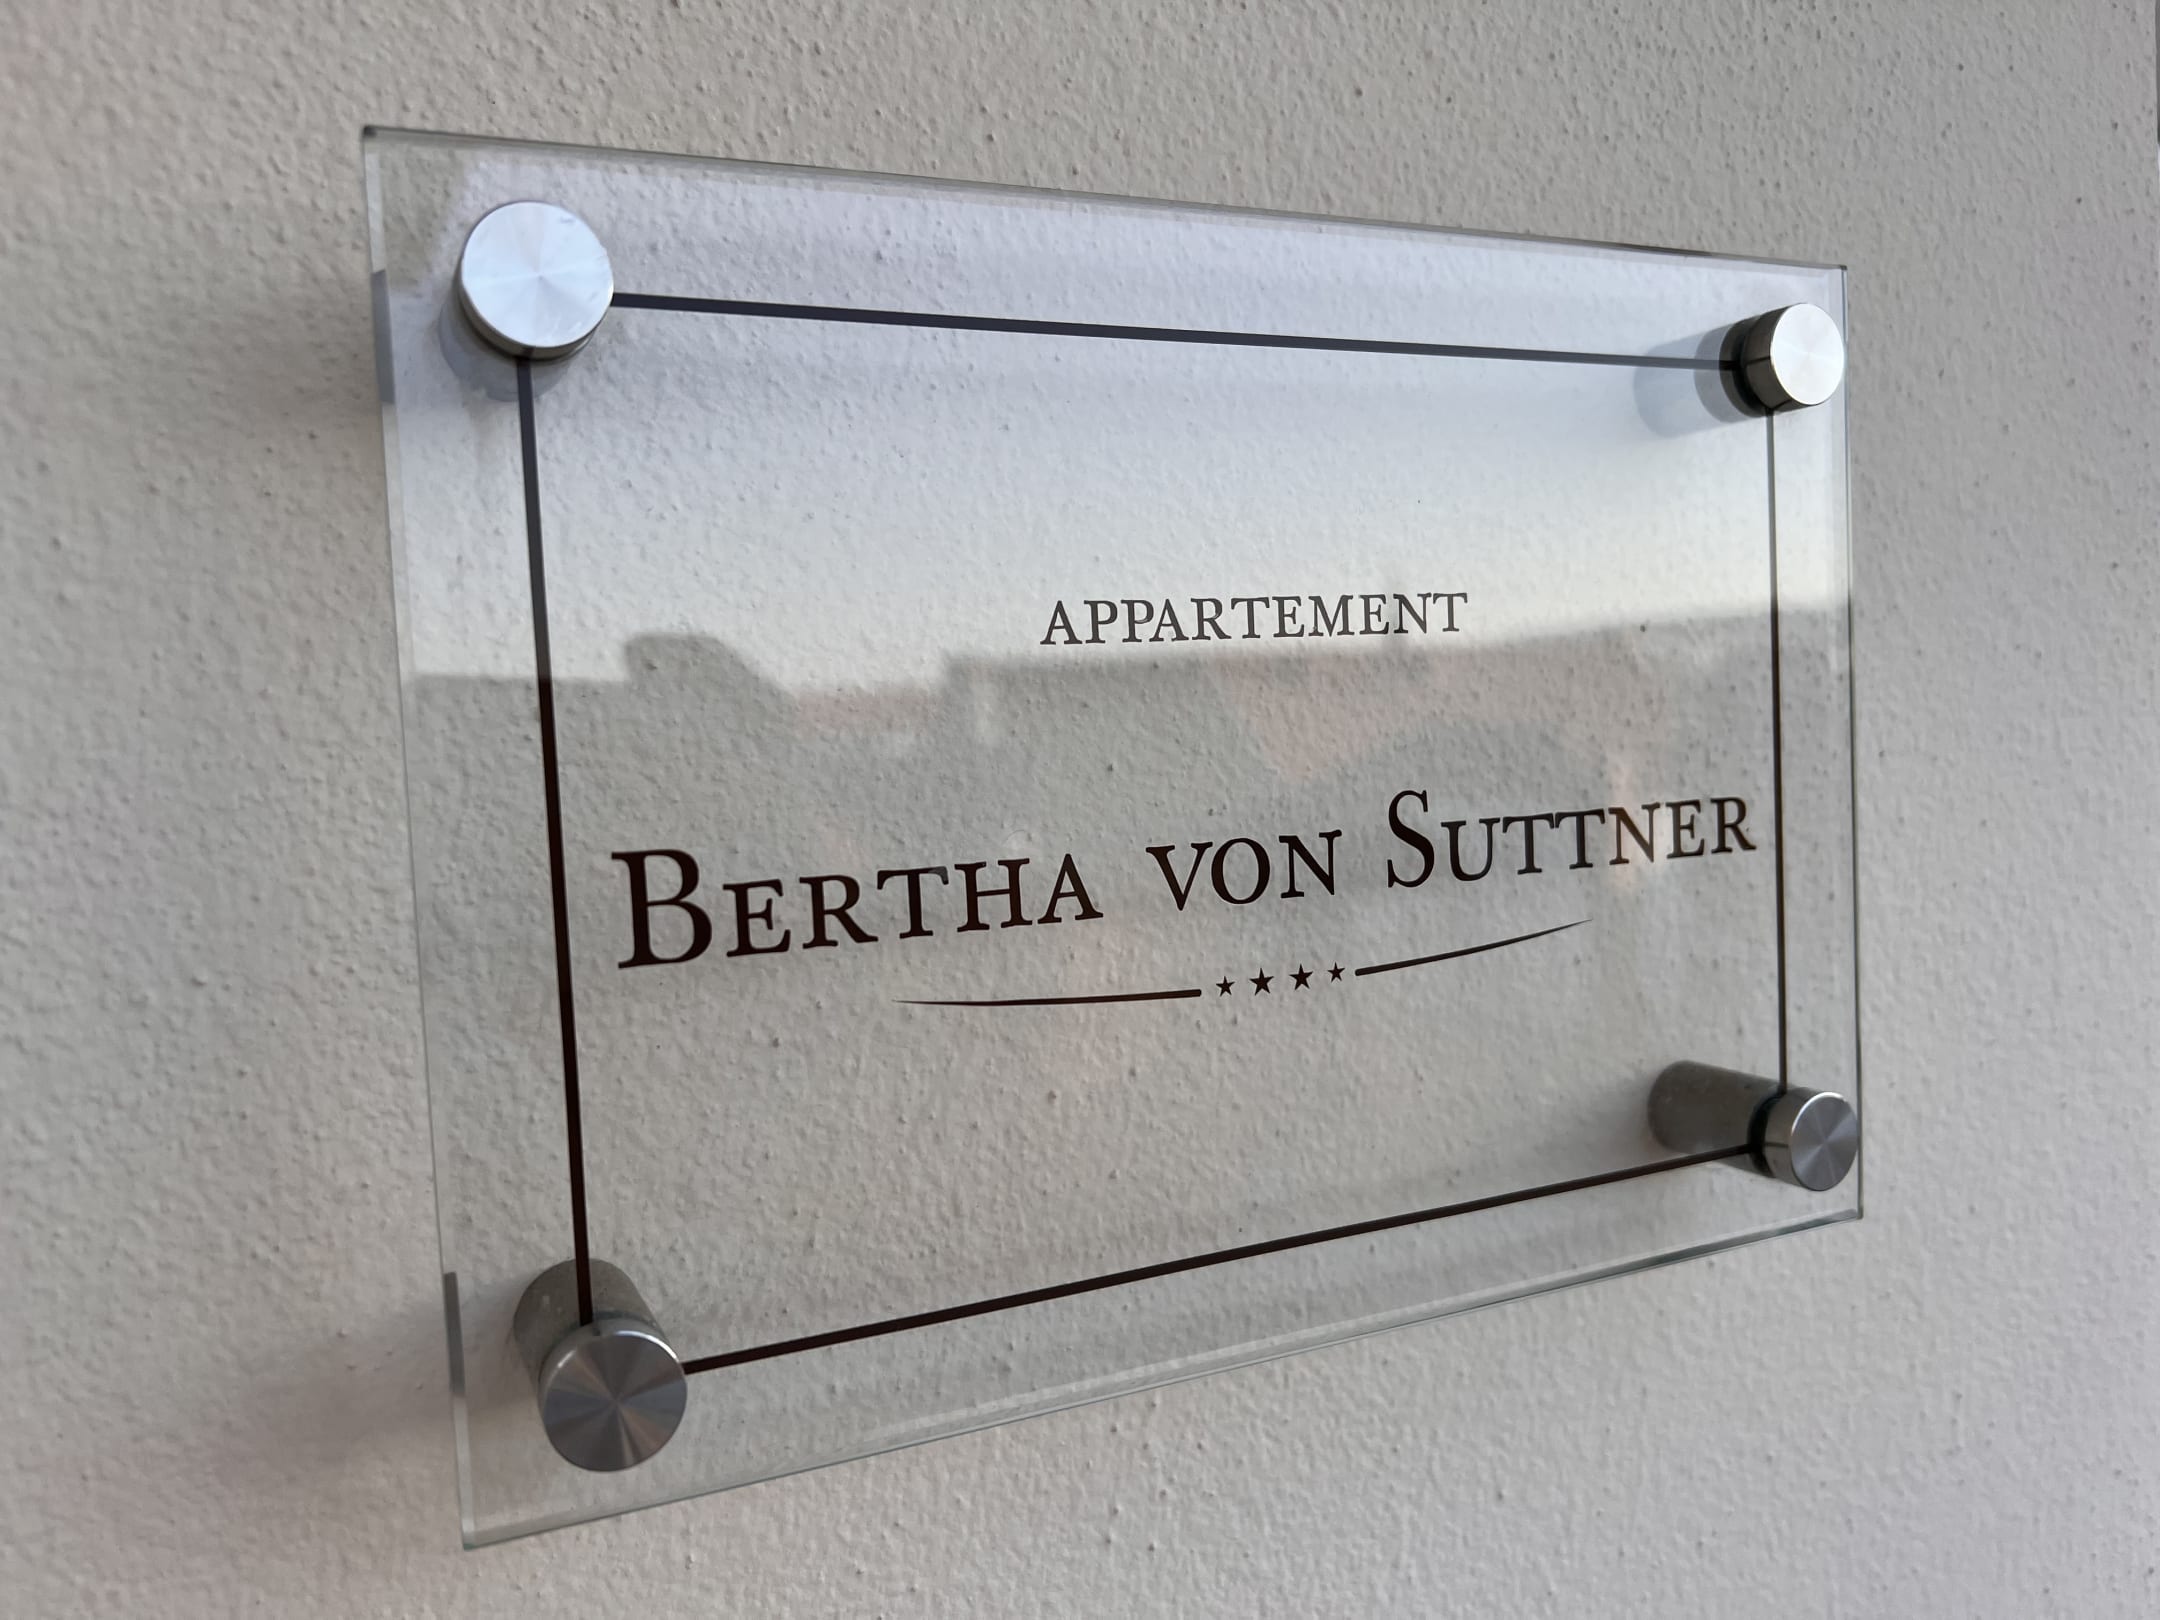 APPARTEMENT
BERTHA VON SUTTNER
★ ★ ★ ★